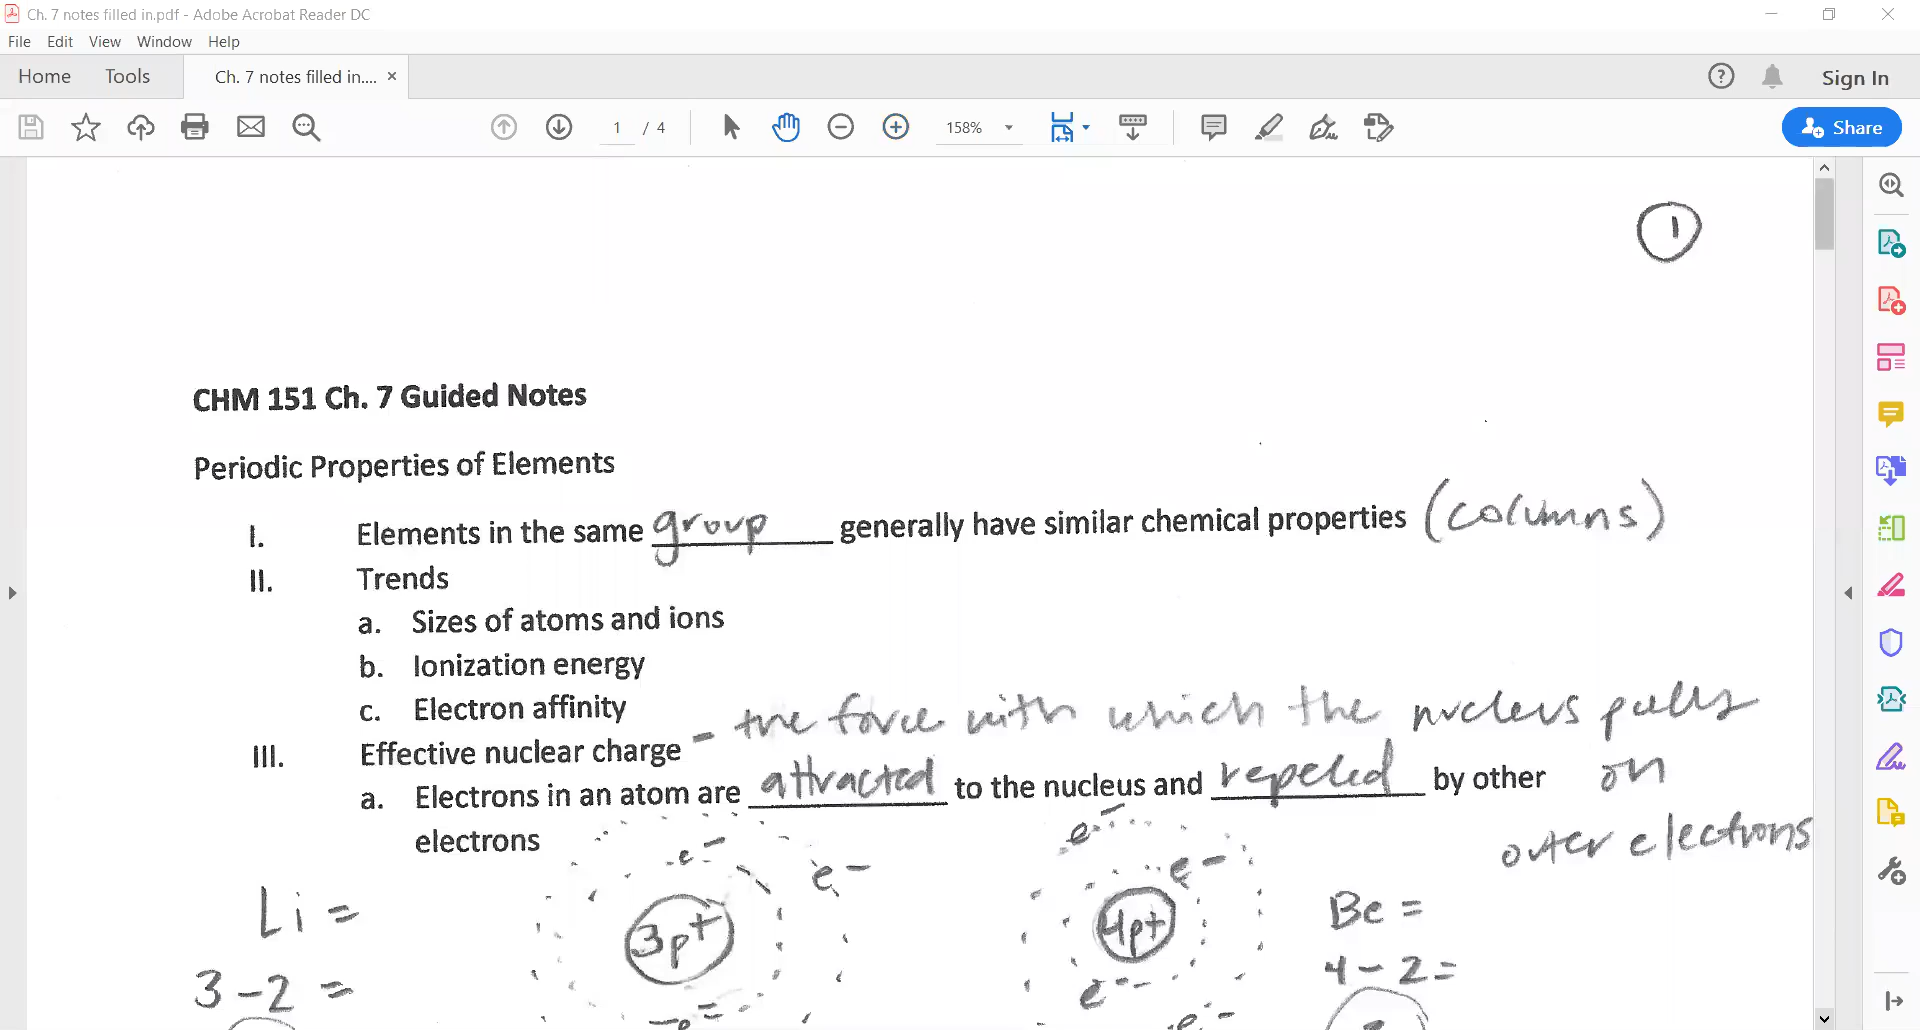 Ch. 7 notes filled in.pdf - Adobe Acrobat Reader DC
File Edit View Window Help
Home Tools Ch. 7 notes filled in.... × Sign In
1 / 4 158% Share
1
CHM 151 Ch. 7 Guided Notes
Periodic Properties of Elements
I. Elements in the same group generally have similar chemical properties (columns)
II. Trends
a. Sizes of atoms and ions
b. Ionization energy
c. Electron affinity
III. Effective nuclear charge - the force with which the nucleus pulls
on
outer electrons
a. Electrons in an atom are attracted to the nucleus and repeled by other
electrons
e- e- e- e-
Li = 3p+ 4p+ Be =
3 - 2 = e- e- 4 - 2 =
e-